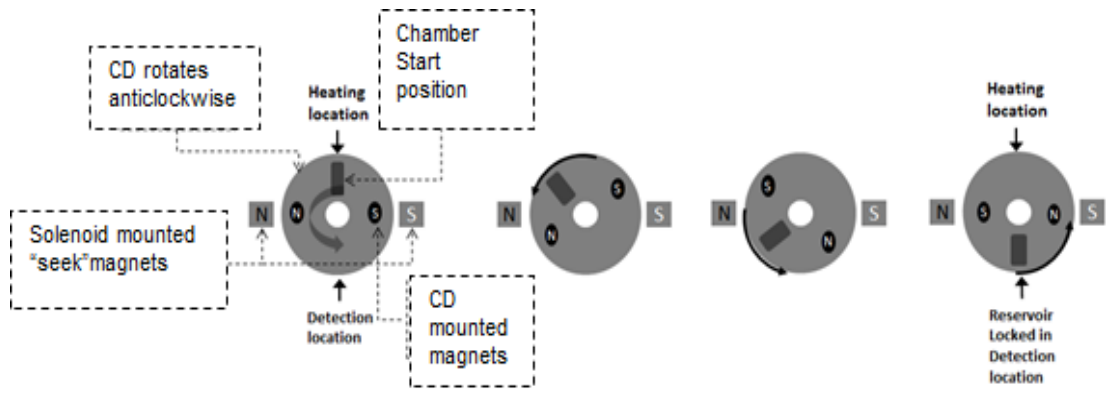 CD rotates
anticlockwise
Chamber
Start
position
Heating
location
N
N
S
S
Solenoid mounted
“seek”magnets
Detection
location
CD
mounted
magnets
N
S
N
S
N
S
N
S
Heating
location
N
S
N
S
Reservoir
Locked in
Detection
location